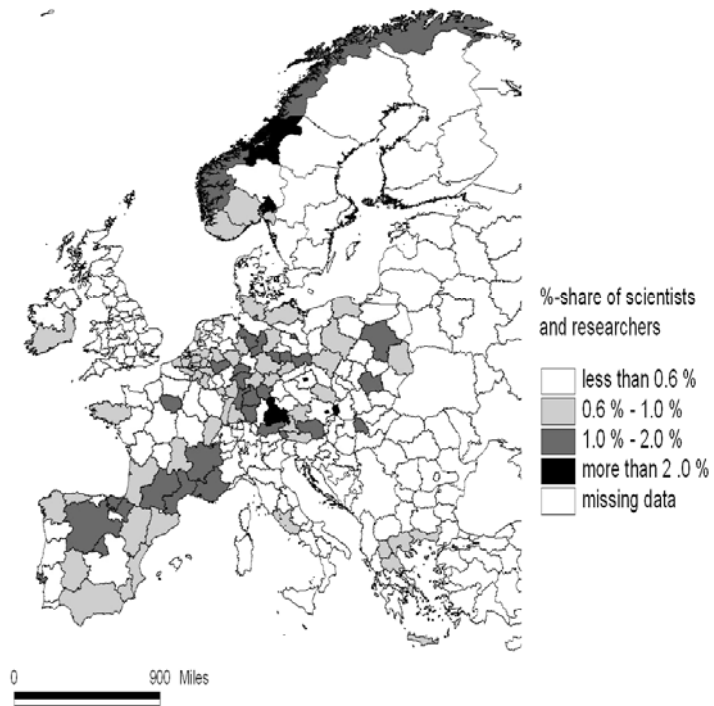 %-share of scientists
and researchers
less than 0.6 %
0.6 % - 1.0 %
1.0 % - 2.0 %
more than 2 .0 %
missing data
0 900 Miles